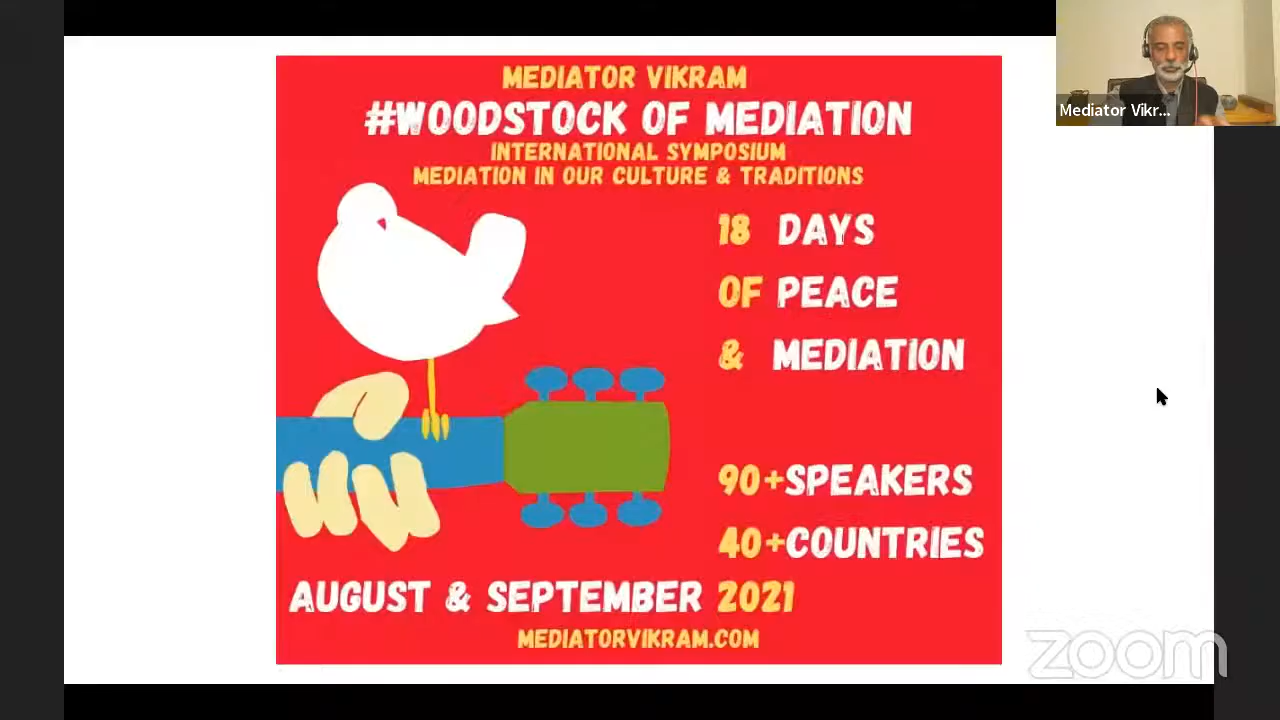 MEDIATOR VIKRAM
#WOODSTOCK OF MEDIATION
INTERNATIONAL SYMPOSIUM
MEDIATION IN OUR CULTURE & TRADITIONS
18 DAYS
OF PEACE
& MEDIATION
90+SPEAKERS
40+COUNTRIES
AUGUST & SEPTEMBER 2021
MEDIATORVIKRAM.COM
Mediator Vikr...
zoom